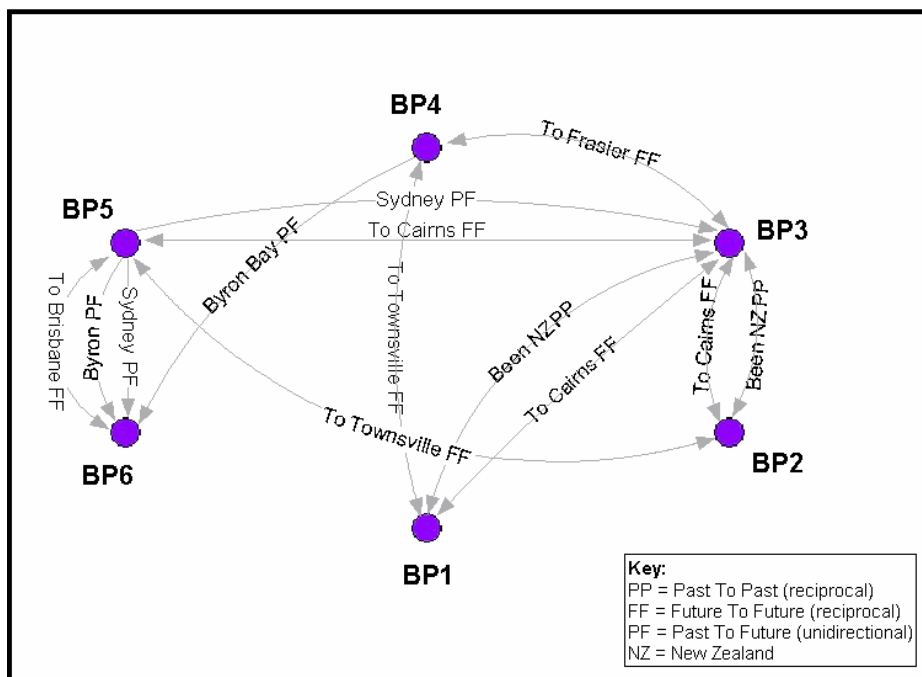 BP4
To Frasier FF
BP5
Sydney PF
BP3
To Cairns FF
Byron Bay PF
To Townsville FF
Been NZ PP
To Cairns FF
To Cairns FF
Been NZ PP
To Brisbane FF
Byron PF
Sydney PF
To Townsville FF
BP6
BP2
BP1
Key:
PP = Past To Past (reciprocal)
FF = Future To Future (reciprocal)
PF = Past To Future (unidirectional)
NZ = New Zealand